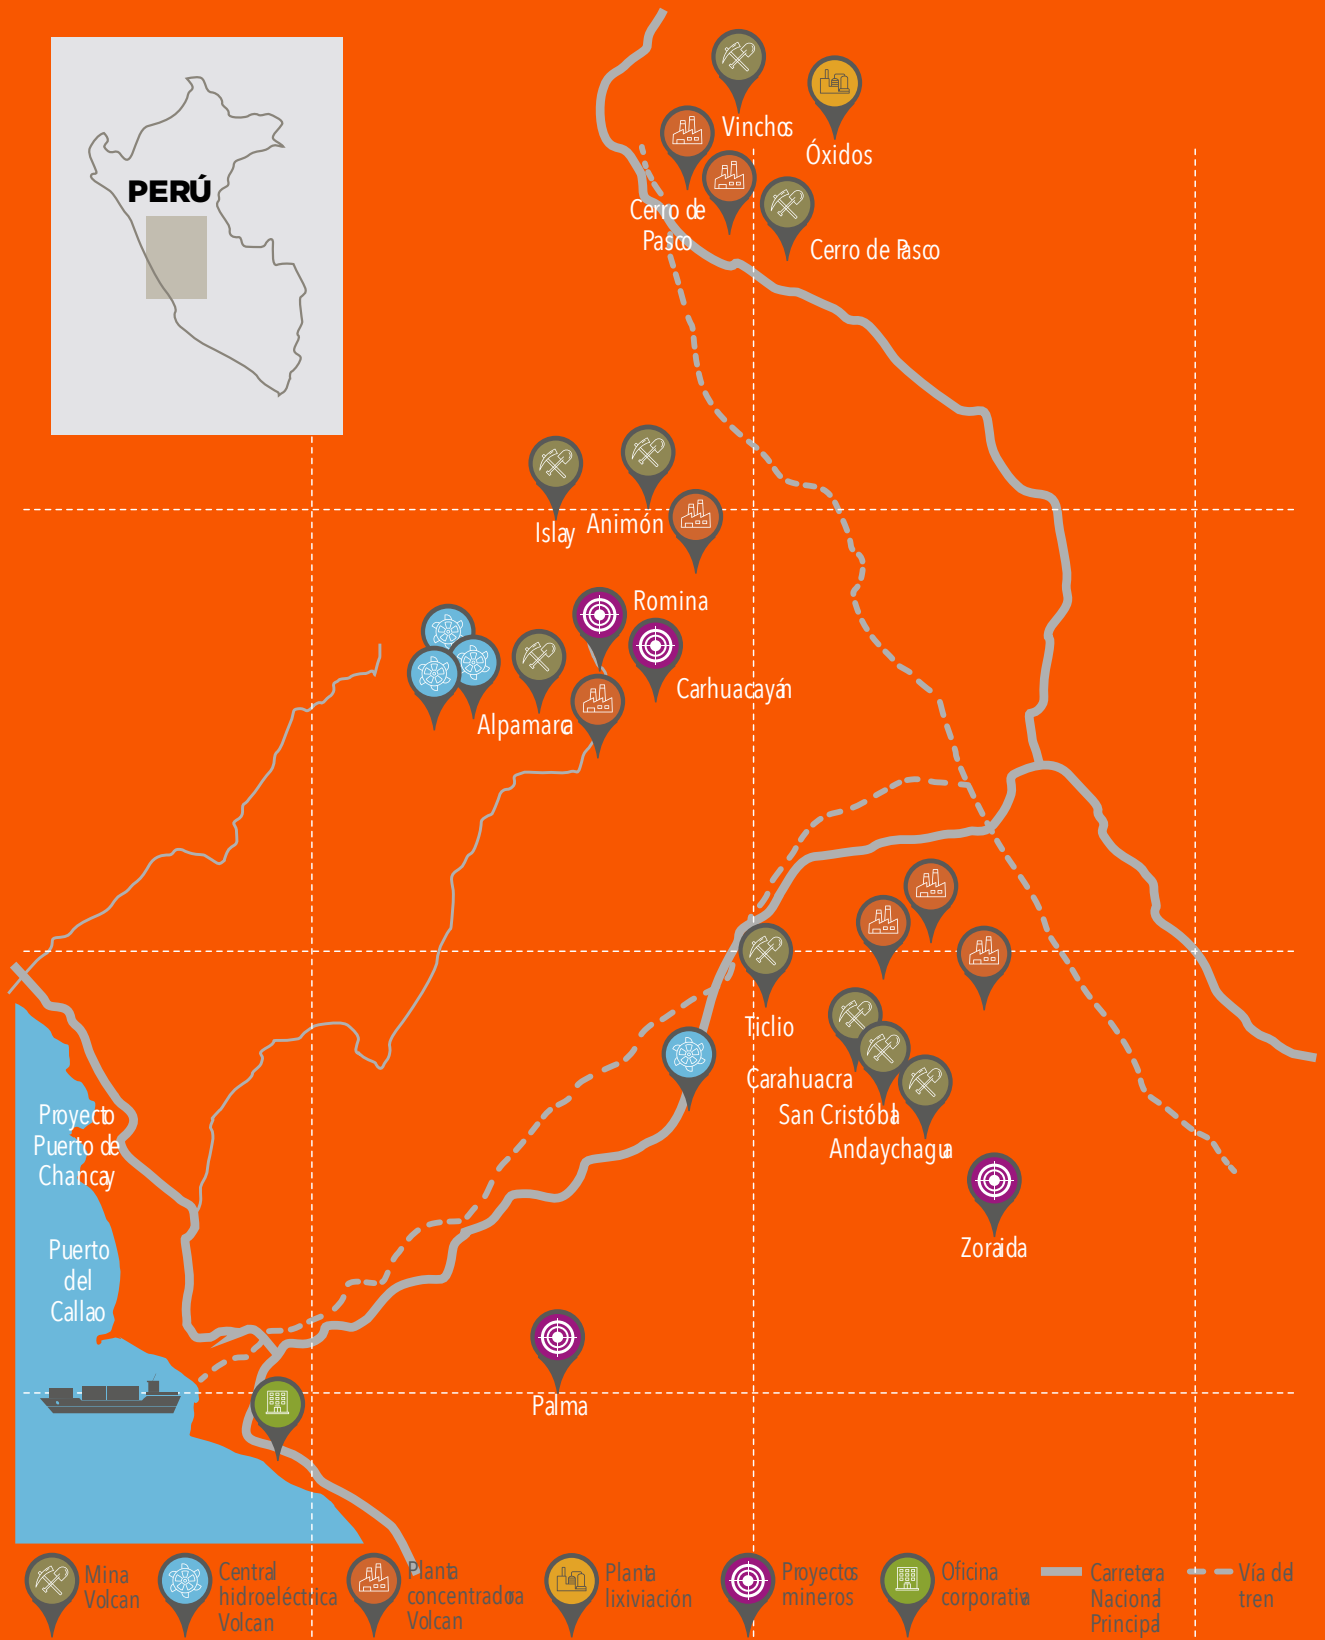 PERÚ
Vinchos
Óxidos
Cerro de
Pasco
Cerro de Pasco
Islay
Animón
Romina
Carhuacayán
Alpamarca
Ticlio
Carahuacra
San Cristóbal
Andaychagua
Zoraida
Palma
Proyecto
Puerto de
Chancay
Puerto
del
Callao
Mina
Volcan
Central
hidroeléctrica
Volcan
Planta
concentradora
Volcan
Planta
lixiviación
Proyectos
mineros
Oficina
corporativa
Carretera
Nacional
Principal
Vía del
tren